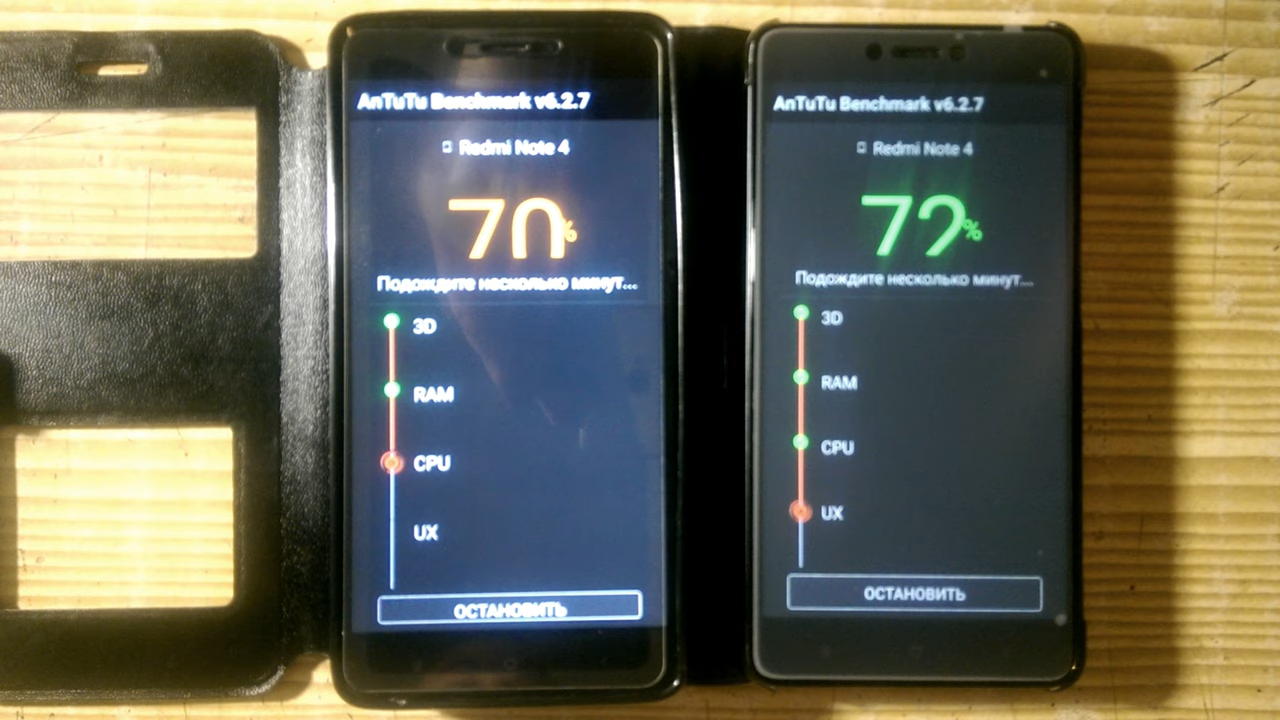 AnTuTu Benchmark v6.2.7
Redmi Note 4
70%
Подождите несколько минут...
3D
RAM
CPU
UX
ОСТАНОВИТЬ
AnTuTu Benchmark v6.2.7
Redmi Note 4
72%
Подождите несколько минут...
3D
RAM
CPU
UX
ОСТАНОВИТЬ